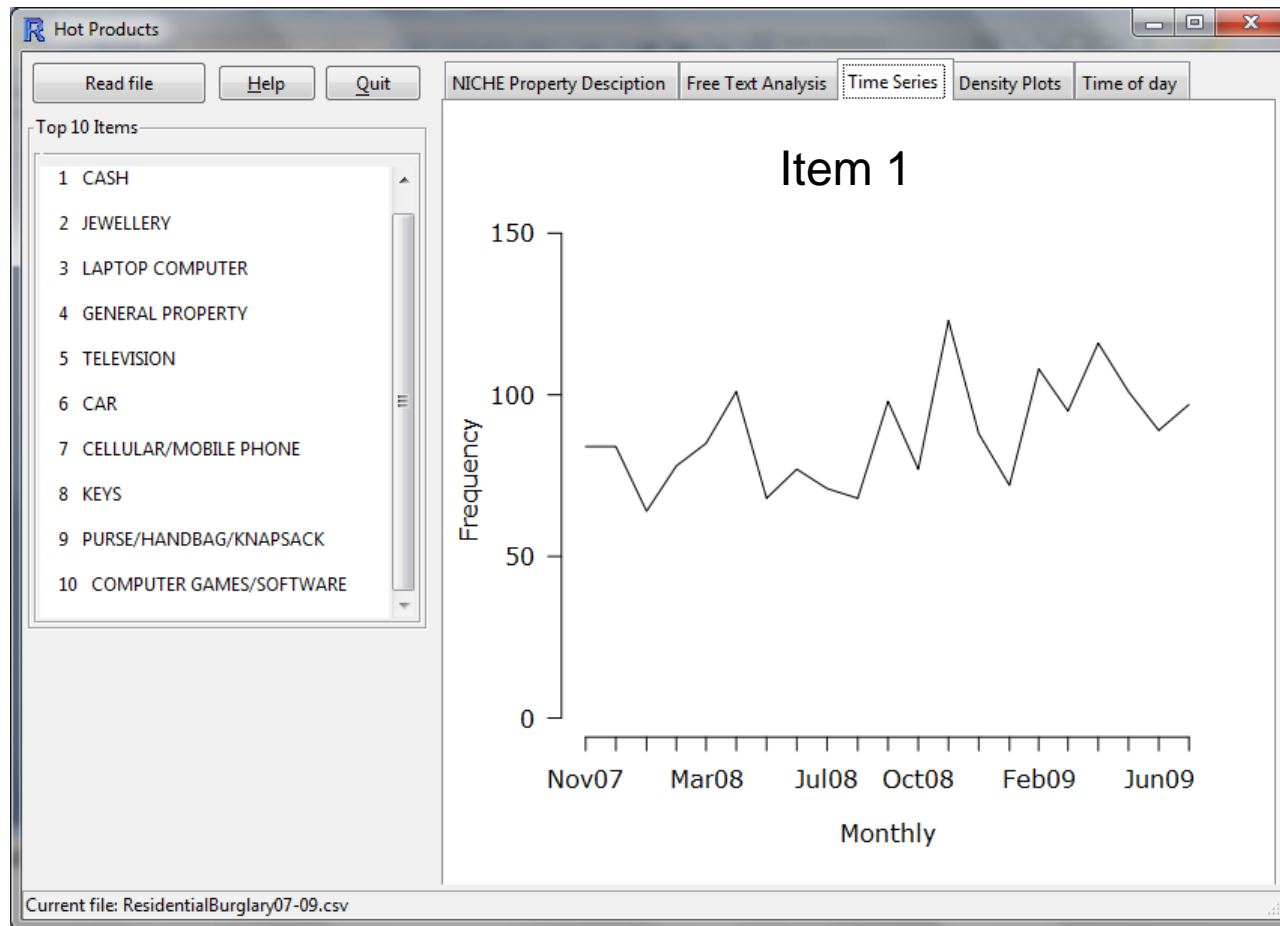 Hot Products
Read file Help Quit
NICHE Property Desciption Free Text Analysis Time Series Density Plots Time of day
Top 10 Items
1 CASH
2 JEWELLERY
3 LAPTOP COMPUTER
4 GENERAL PROPERTY
5 TELEVISION
6 CAR
7 CELLULAR/MOBILE PHONE
8 KEYS
9 PURSE/HANDBAG/KNAPSACK
10 COMPUTER GAMES/SOFTWARE
Item 1
150
100
50
0
Frequency
Nov07 Mar08 Jul08 Oct08 Feb09 Jun09
Monthly
Current file: ResidentialBurglary07-09.csv